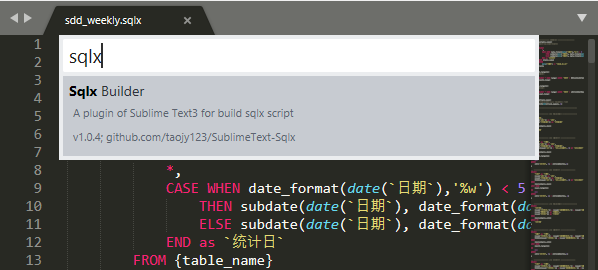 sdd_weekly.sqlx ×
1
sqlx
2
3
Sqlx Builder
4
A plugin of Sublime Text3 for build sqlx script
5
6
v1.0.4; github.com/taojy123/SublimeText-Sqlx
7
8 *,
9 CASE WHEN date_format(date(`日期`),'%w') < 5
10 THEN subdate(date(`日期`), date_format(d
11 ELSE subdate(date(`日期`), date_format(d
12 END as `统计日`
13 FROM {table_name}